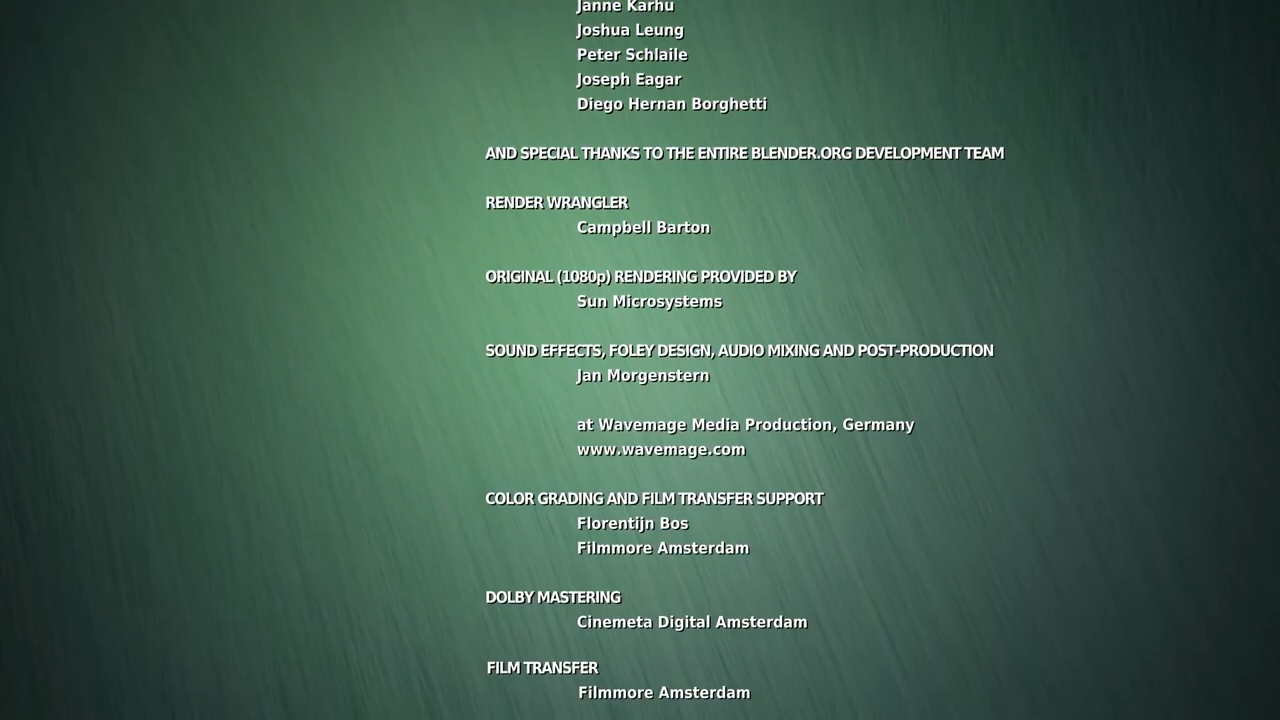 Janne Karhu
Joshua Leung
Peter Schlaile
Joseph Eagar
Diego Hernan Borghetti
AND SPECIAL THANKS TO THE ENTIRE BLENDER.ORG DEVELOPMENT TEAM
RENDER WRANGLER
Campbell Barton
ORIGINAL (1080p) RENDERING PROVIDED BY
Sun Microsystems
SOUND EFFECTS, FOLEY DESIGN, AUDIO MIXING AND POST-PRODUCTION
Jan Morgenstern
at Wavemage Media Production, Germany
www.wavemage.com
COLOR GRADING AND FILM TRANSFER SUPPORT
Florentijn Bos
Filmmore Amsterdam
DOLBY MASTERING
Cinemeta Digital Amsterdam
FILM TRANSFER
Filmmore Amsterdam